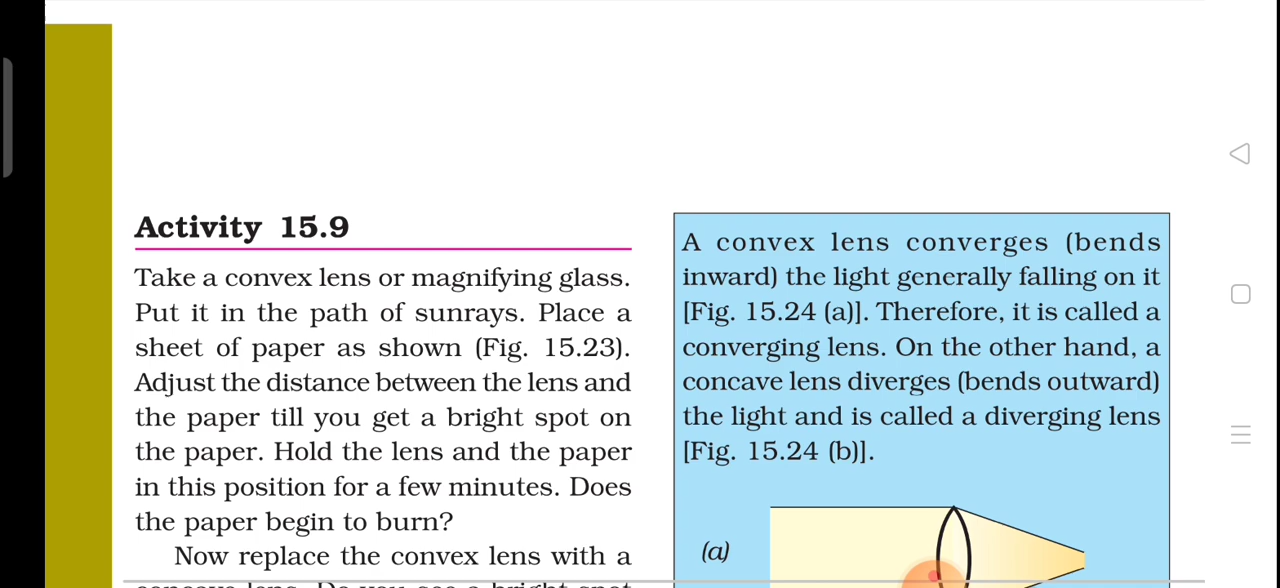 Activity 15.9
Take a convex lens or magnifying glass.
Put it in the path of sunrays. Place a
sheet of paper as shown (Fig. 15.23).
Adjust the distance between the lens and
the paper till you get a bright spot on
the paper. Hold the lens and the paper
in this position for a few minutes. Does
the paper begin to burn?
Now replace the convex lens with a
A convex lens converges (bends
inward) the light generally falling on it
[Fig. 15.24 (a)]. Therefore, it is called a
converging lens. On the other hand, a
concave lens diverges (bends outward)
the light and is called a diverging lens
[Fig. 15.24 (b)].
(a)